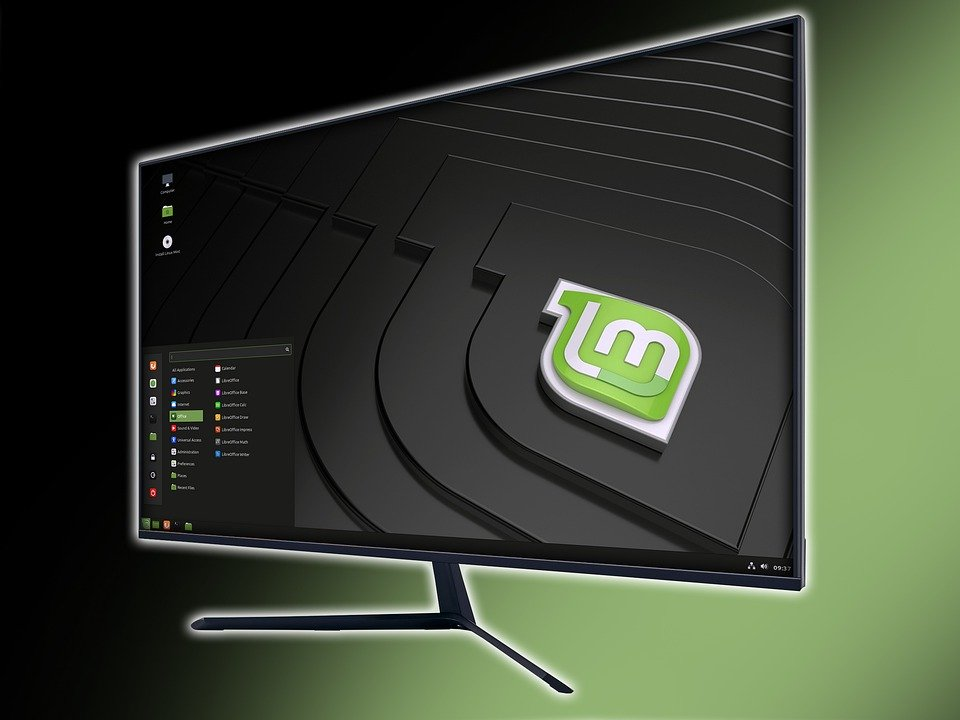 Computer
Home
Install Linux Mint
lm
All Applications
Accessories
Graphics
Internet
Office
Sound & Video
Universal Access
Administration
Preferences
Places
Recent Files
Calendar
LibreOffice
LibreOffice Base
LibreOffice Calc
LibreOffice Draw
LibreOffice Impress
LibreOffice Math
LibreOffice Writer
09:37